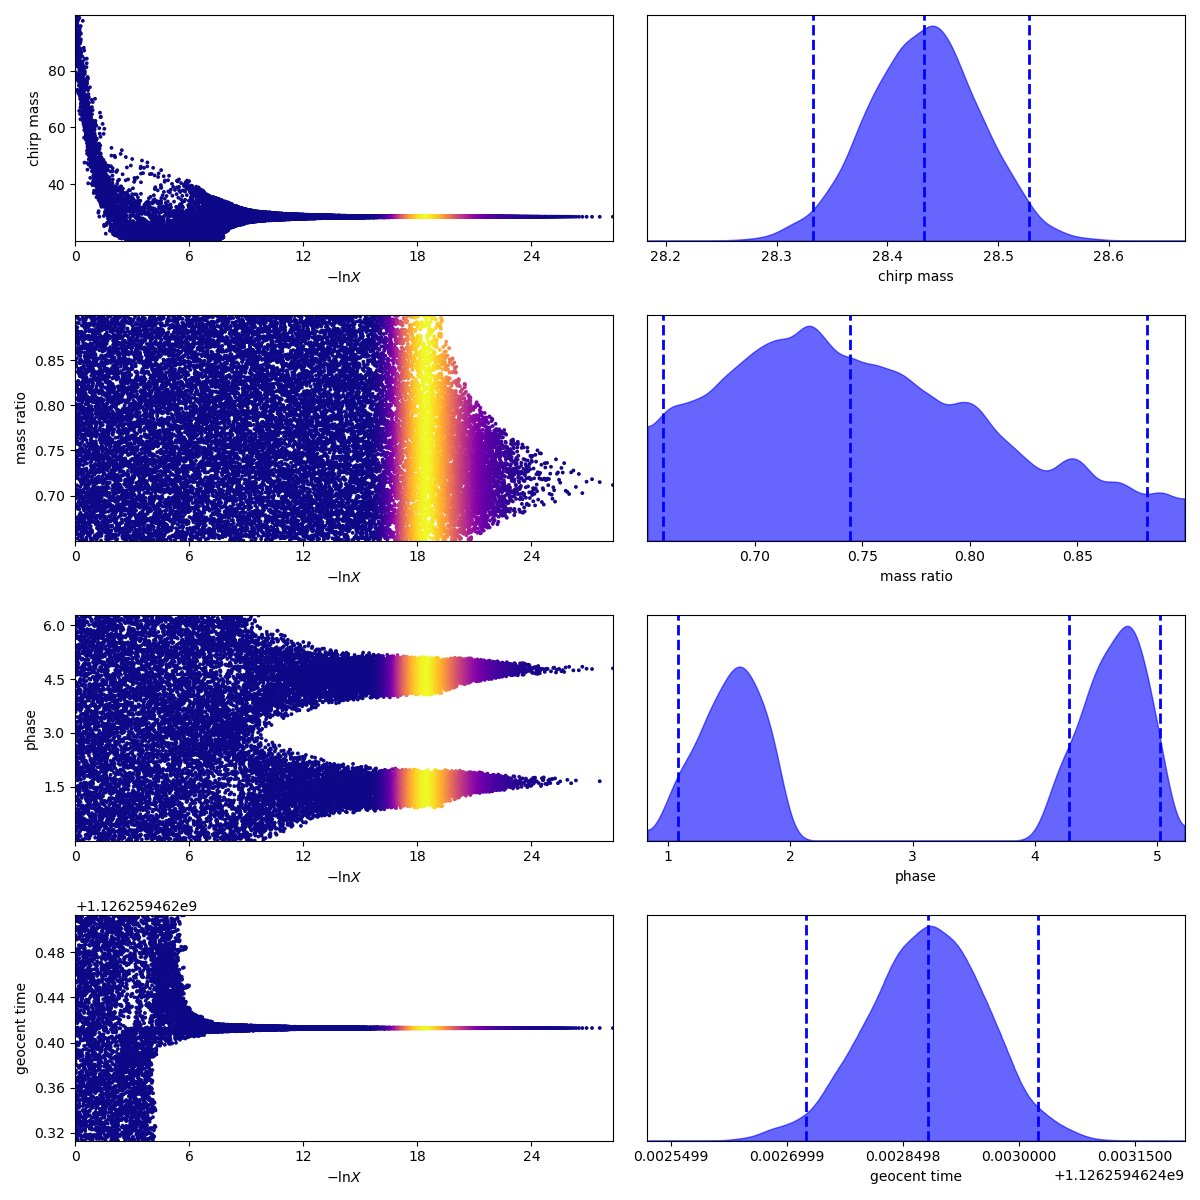 80
60
40
chirp mass
0 6 12 18 24
−lnX
28.2 28.3 28.4 28.5 28.6
chirp mass
0.85
0.80
0.75
0.70
mass ratio
0 6 12 18 24
−lnX
0.70 0.75 0.80 0.85
mass ratio
6.0
4.5
3.0
1.5
phase
0 6 12 18 24
−lnX
1 2 3 4 5
phase
+1.126259462e9
0.48
0.44
0.40
0.36
0.32
geocent time
0 6 12 18 24
−lnX
0.0025499 0.0026999 0.0028498 0.0030000 0.0031500
geocent time
+1.1262594624e9